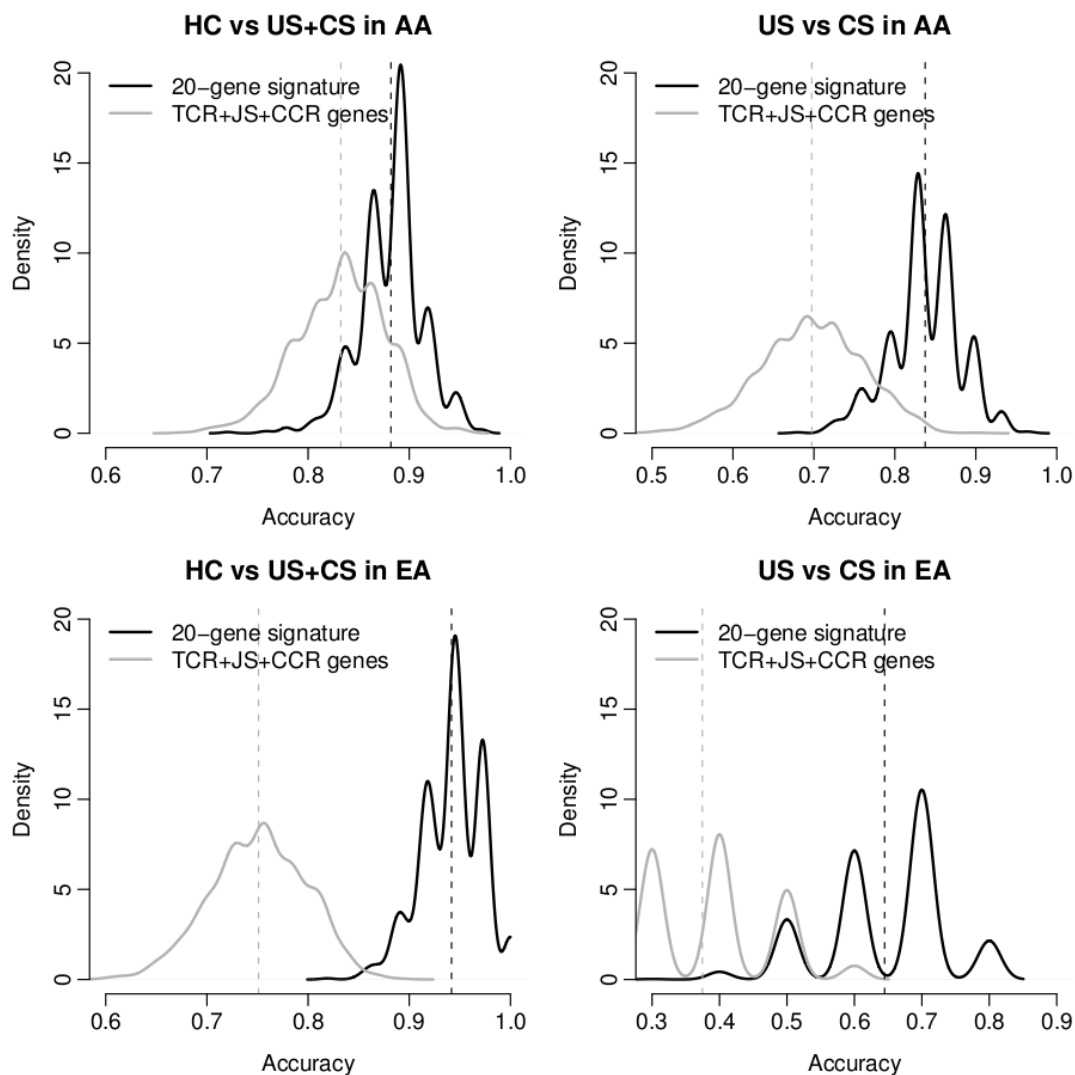 HC vs US+CS in AA
20−gene signature
TCR+JS+CCR genes
Density
0
5
10
15
20
0.6 0.7 0.8 0.9 1.0
Accuracy
US vs CS in AA
20−gene signature
TCR+JS+CCR genes
Density
0
5
10
15
20
0.5 0.6 0.7 0.8 0.9 1.0
Accuracy
HC vs US+CS in EA
20−gene signature
TCR+JS+CCR genes
Density
0
5
10
15
20
0.6 0.7 0.8 0.9 1.0
Accuracy
US vs CS in EA
20−gene signature
TCR+JS+CCR genes
Density
0
5
10
15
20
0.3 0.4 0.5 0.6 0.7 0.8 0.9
Accuracy